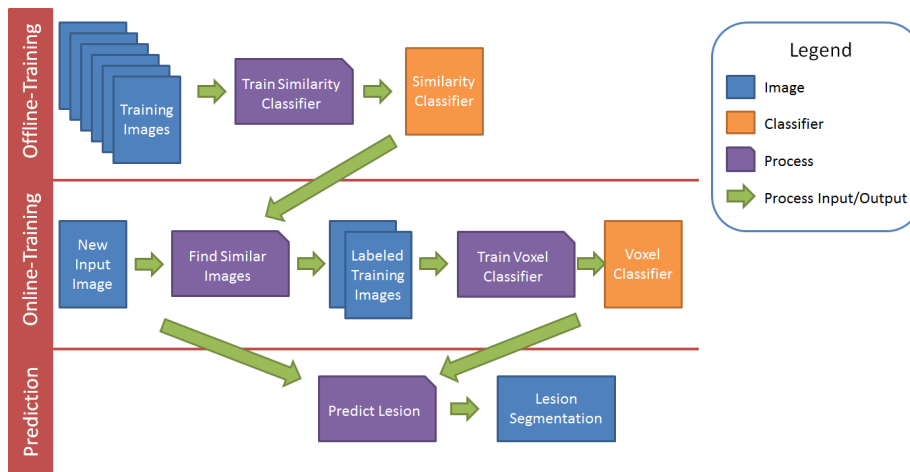 Offline-Training
Training
Images
Train Similarity
Classifier
Similarity
Classifier
Online-Training
New
Input
Image
Find Similar
Images
Labeled
Training
Images
Train Voxel
Classifier
Voxel
Classifier
Prediction
Predict Lesion
Lesion
Segmentation
Legend
Image
Classifier
Process
Process Input/Output